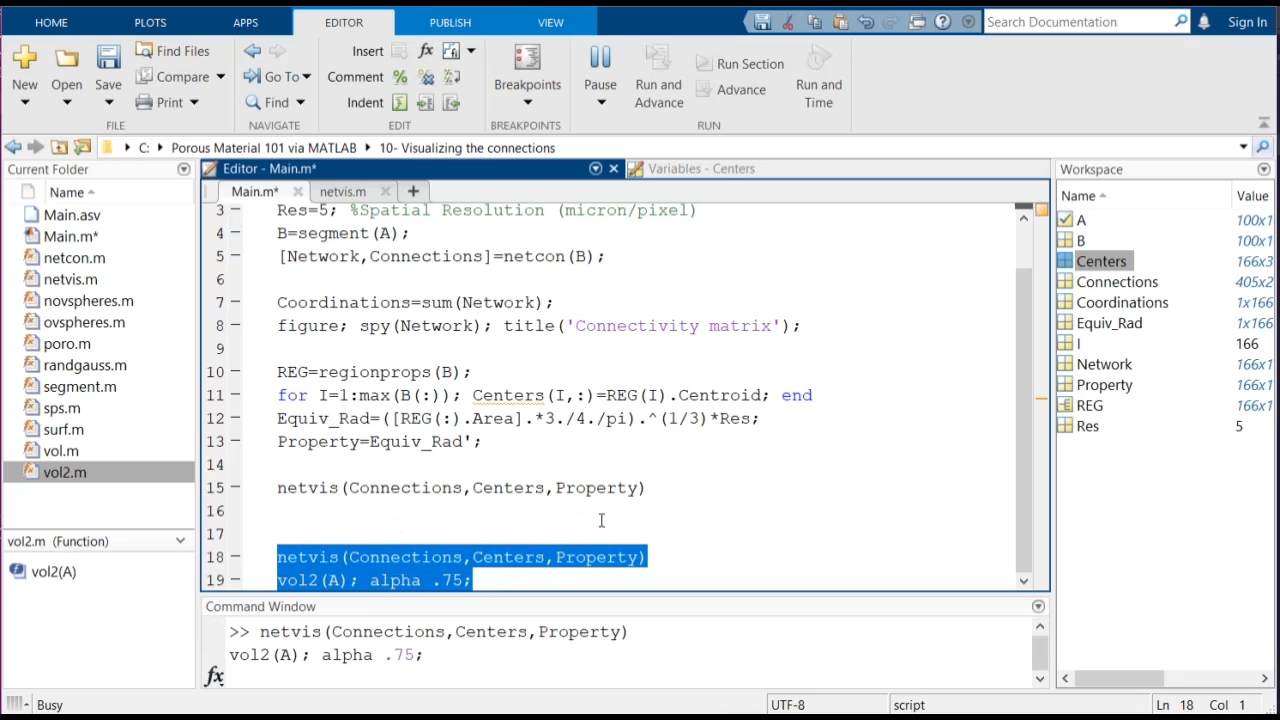 HOME PLOTS APPS EDITOR PUBLISH VIEW Search Documentation Sign In
New Open Save Find Files Compare Print
FILE
Go To Find
NAVIGATE
Insert fx
Comment % %
Indent
EDIT
Breakpoints
BREAKPOINTS
Pause Run and Advance Run Section Advance Run and Time
RUN
C: Porous Material 101 via MATLAB 10- Visualizing the connections
Current Folder
Name
Main.asv
Main.m*
netcon.m
netvis.m
novspheres.m
ovspheres.m
poro.m
randgauss.m
segment.m
sps.m
surf.m
vol.m
vol2.m
vol2.m (Function)
vol2(A)
Editor - Main.m* Variables - Centers
Main.m* netvis.m +
3 – Res=5; %Spatial Resolution (micron/pixel)
4 – B=segment(A);
5 – [Network,Connections]=netcon(B);
6
7 – Coordinations=sum(Network);
8 – figure; spy(Network); title('Connectivity matrix');
9
10 – REG=regionprops(B);
11 – for I=1:max(B(:)); Centers(I,:)=REG(I).Centroid; end
12 – Equiv_Rad=([REG(:).Area].*3./4./pi).^(1/3)*Res;
13 – Property=Equiv_Rad';
14
15 – netvis(Connections,Centers,Property)
16
17
18 – netvis(Connections,Centers,Property)
19 – vol2(A); alpha .75;
Command Window
>> netvis(Connections,Centers,Property)
vol2(A); alpha .75;
fx
Workspace
Name Value
A 100x1
B 100x1
Centers 166x3
Connections 405x2
Coordinations 1x166
Equiv_Rad 1x166
I 166
Network 166x1
Property 166x1
REG 166x1
Res 5
Busy UTF-8 script Ln 18 Col 1